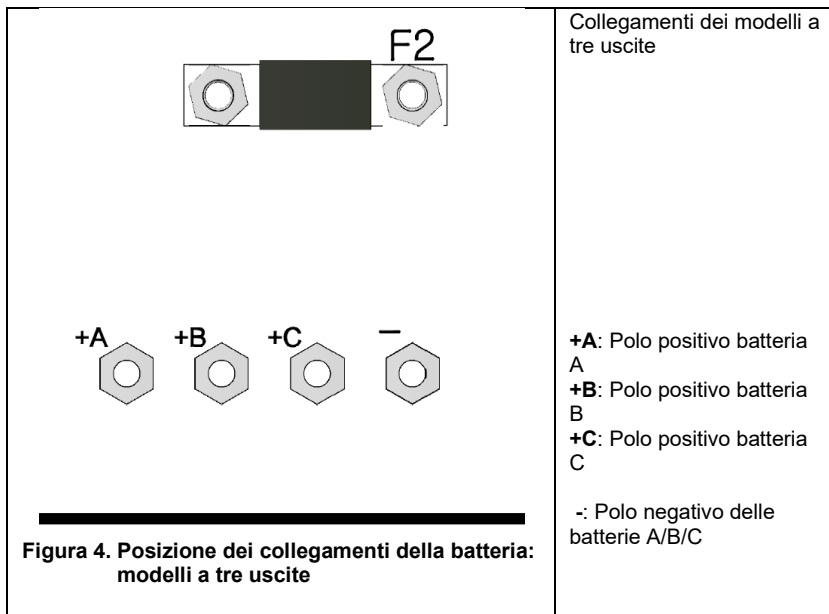 F2
+A
+B
+C
–
Figura 4. Posizione dei collegamenti della batteria:
modelli a tre uscite
Collegamenti dei modelli a
tre uscite
+A: Polo positivo batteria
A
+B: Polo positivo batteria
B
+C: Polo positivo batteria
C
-: Polo negativo delle
batterie A/B/C